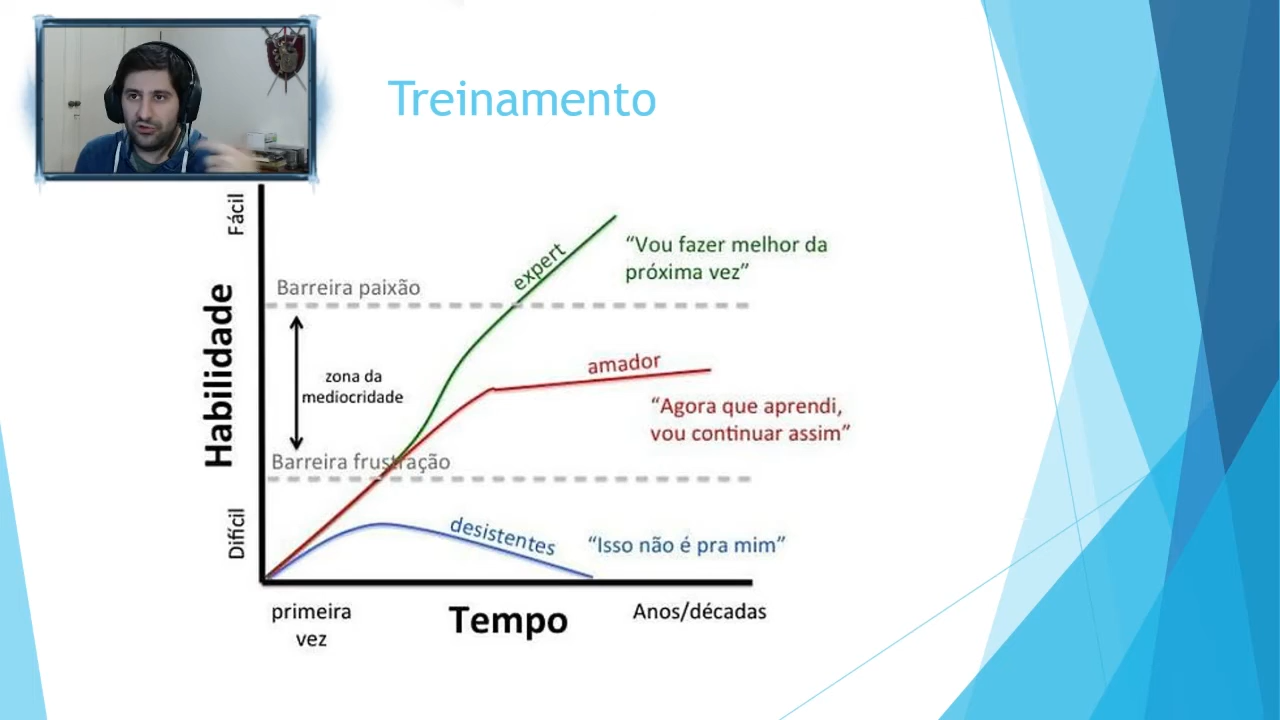 Treinamento
Fácil
Habilidade
Difícil
expert
“Vou fazer melhor da
próxima vez”
Barreira paixão
zona da
mediocridade
amador
“Agora que aprendi,
vou continuar assim”
Barreira frustração
desistentes
“Isso não é pra mim”
primeira
vez
Tempo
Anos/décadas